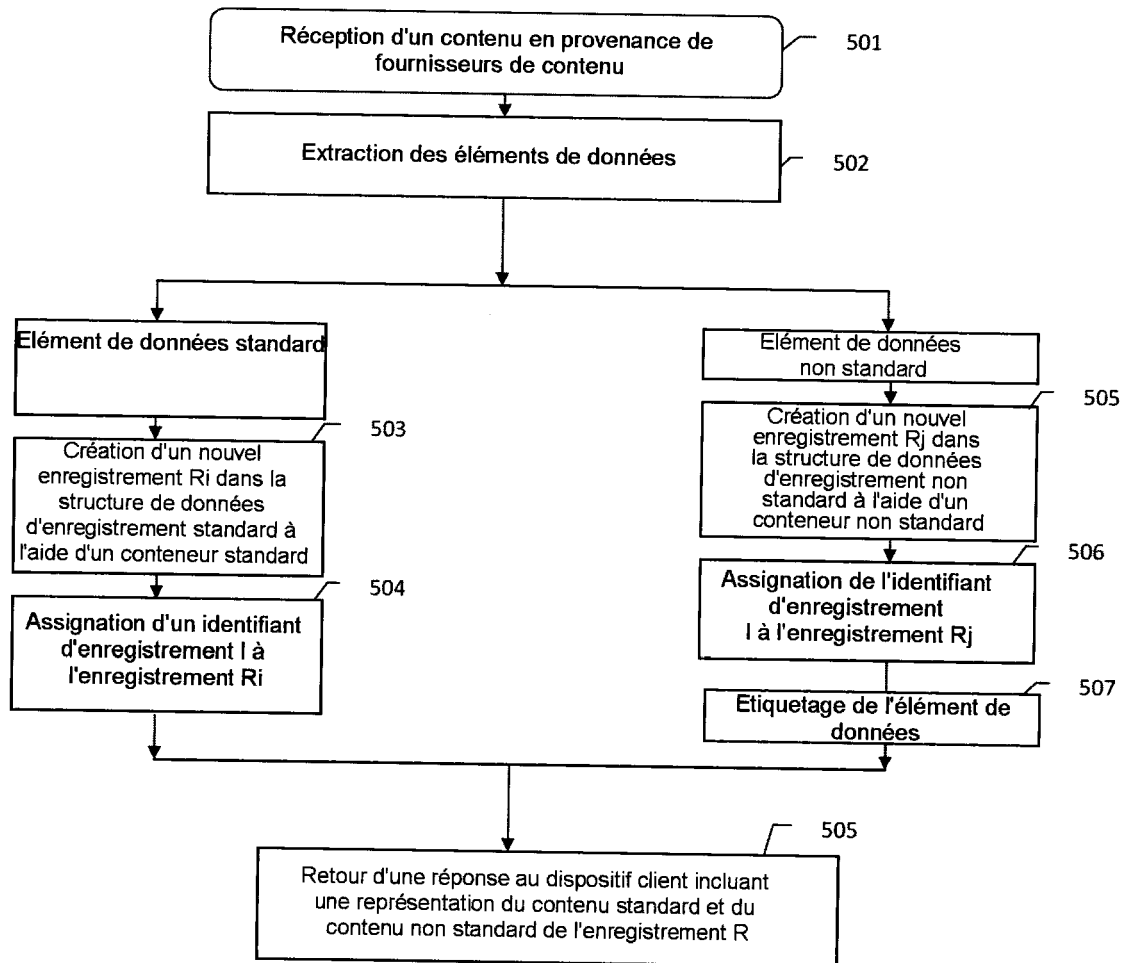 Réception d'un contenu en provenance de
fournisseurs de contenu
501
Extraction des éléments de données
502
Elément de données standard
503
Création d'un nouvel
enregistrement Ri dans la
structure de données
d'enregistrement standard à
l'aide d'un conteneur standard
504
Assignation d'un identifiant
d'enregistrement I à
l'enregistrement Ri
Elément de données
non standard
505
Création d'un nouvel
enregistrement Rj dans
la structure de données
d'enregistrement non
standard à l'aide d'un
conteneur non standard
506
Assignation de l'identifiant
d'enregistrement
I à l'enregistrement Rj
507
Etiquetage de l'élément de
données
505
Retour d'une réponse au dispositif client incluant
une représentation du contenu standard et du
contenu non standard de l'enregistrement R